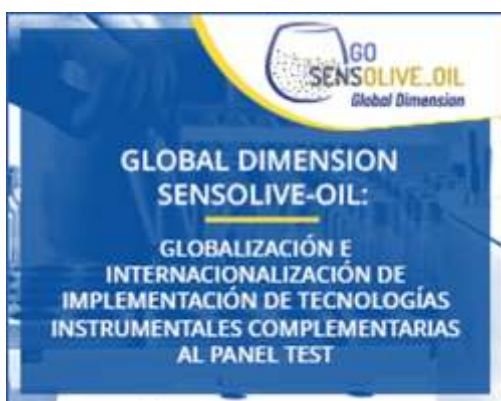 GO
SENSOLIVE_OIL
Global Dimension
GLOBAL DIMENSION
SENSOLIVE-OIL:
GLOBALIZACIÓN E
INTERNACIONALIZACIÓN DE
IMPLEMENTACIÓN DE TECNOLOGÍAS
INSTRUMENTALES COMPLEMENTARIAS
AL PANEL TEST